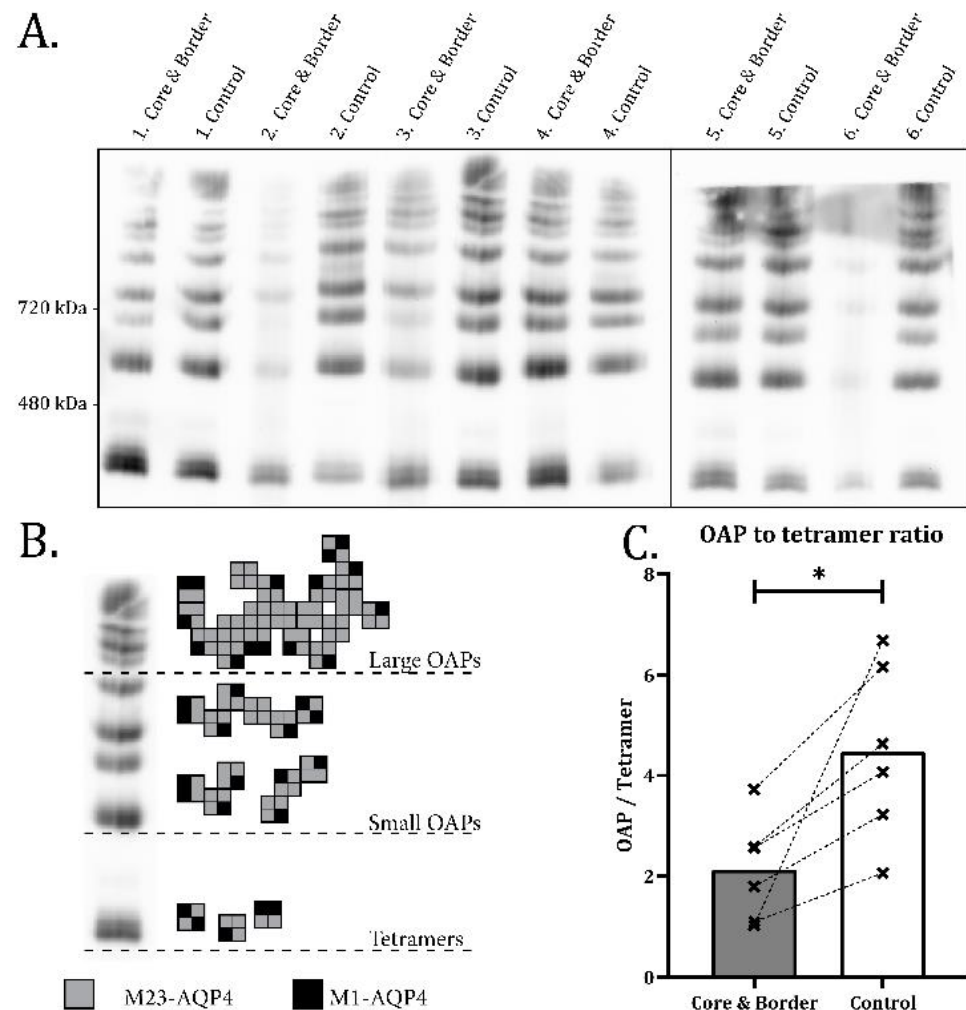 A.
1. Core & Border
1. Control
2. Core & Border
2. Control
3. Core & Border
3. Control
4. Core & Border
4. Control
5. Core & Border
5. Control
6. Core & Border
6. Control
720 kDa
480 kDa
B.
Large OAPs
Small OAPs
Tetramers
M23-AQP4
M1-AQP4
C.
OAP to tetramer ratio
*
8
6
4
2
0
OAP / Tetramer
Core & Border
Control